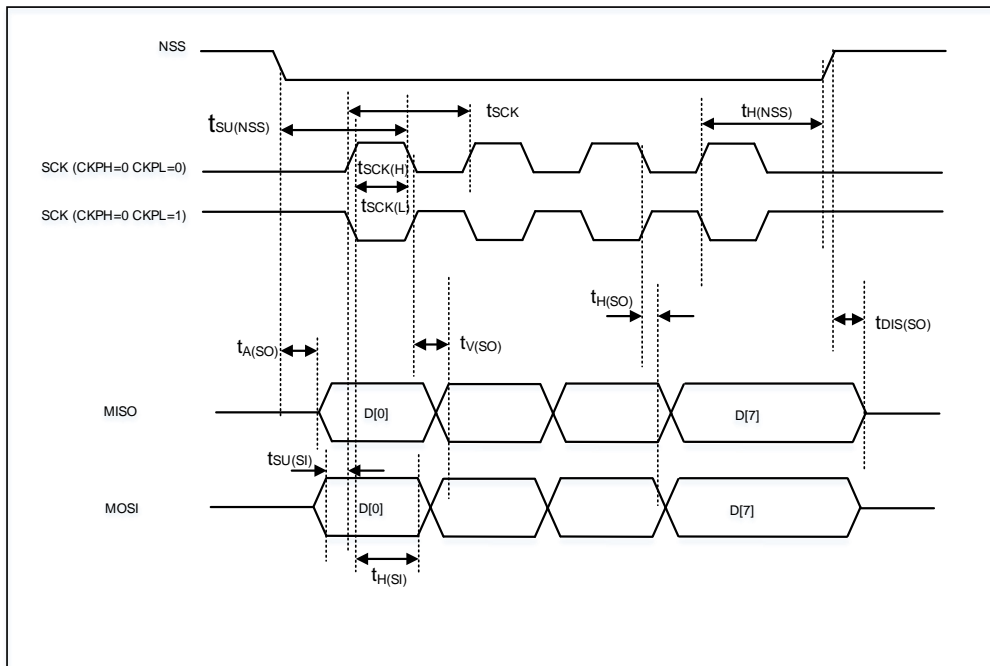 NSS
tSCK
tH(NSS)
tSU(NSS)
SCK (CKPH=0 CKPL=0)
tSCK(H)
tSCK(L)
SCK (CKPH=0 CKPL=1)
tH(SO)
tDIS(SO)
tA(SO)
tV(SO)
MISO
D[0]
D[7]
tSU(SI)
MOSI
D[0]
D[7]
tH(SI)